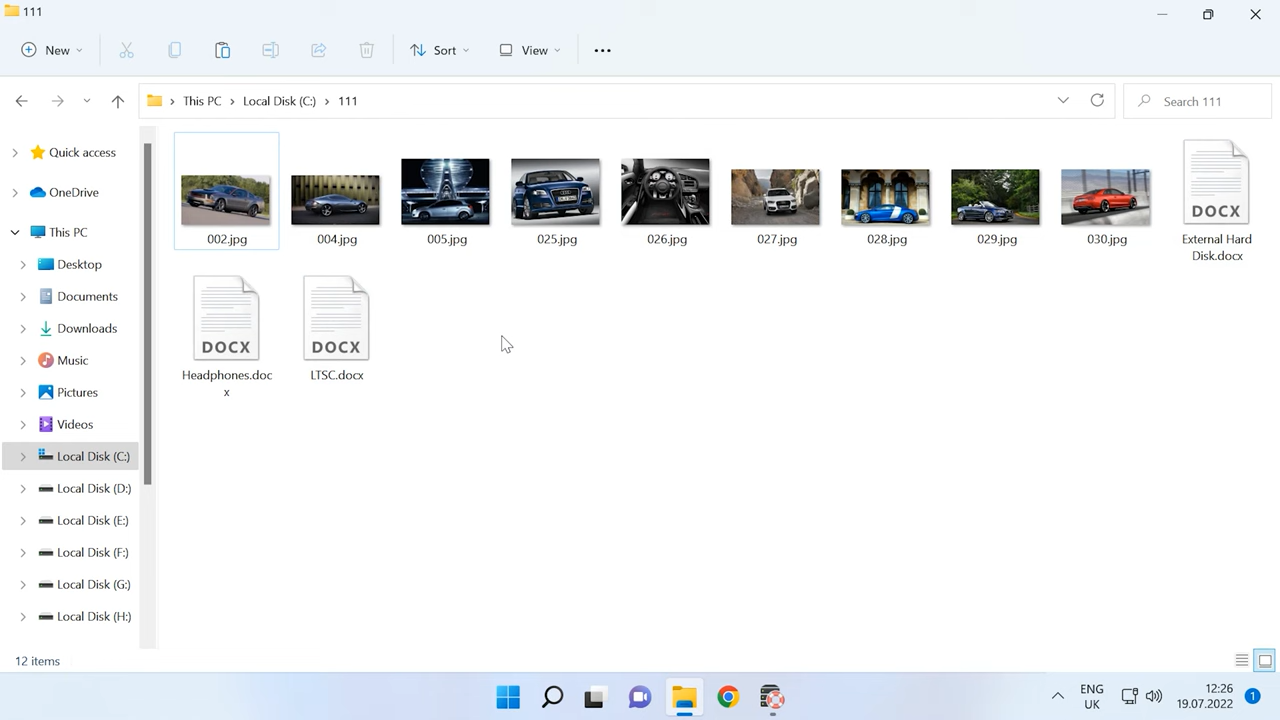 111
New
Sort
View
This PC
Local Disk (C:)
111
Search 111
Quick access
OneDrive
This PC
Desktop
Documents
Downloads
Music
Pictures
Videos
Local Disk (C:)
Local Disk (D:)
Local Disk (E:)
Local Disk (F:)
Local Disk (G:)
Local Disk (H:)
002.jpg
004.jpg
005.jpg
025.jpg
026.jpg
027.jpg
028.jpg
029.jpg
030.jpg
DOCX
External Hard
Disk.docx
DOCX
Headphones.doc
x
DOCX
LTSC.docx
12 items
ENG
UK
12:26
19.07.2022
1